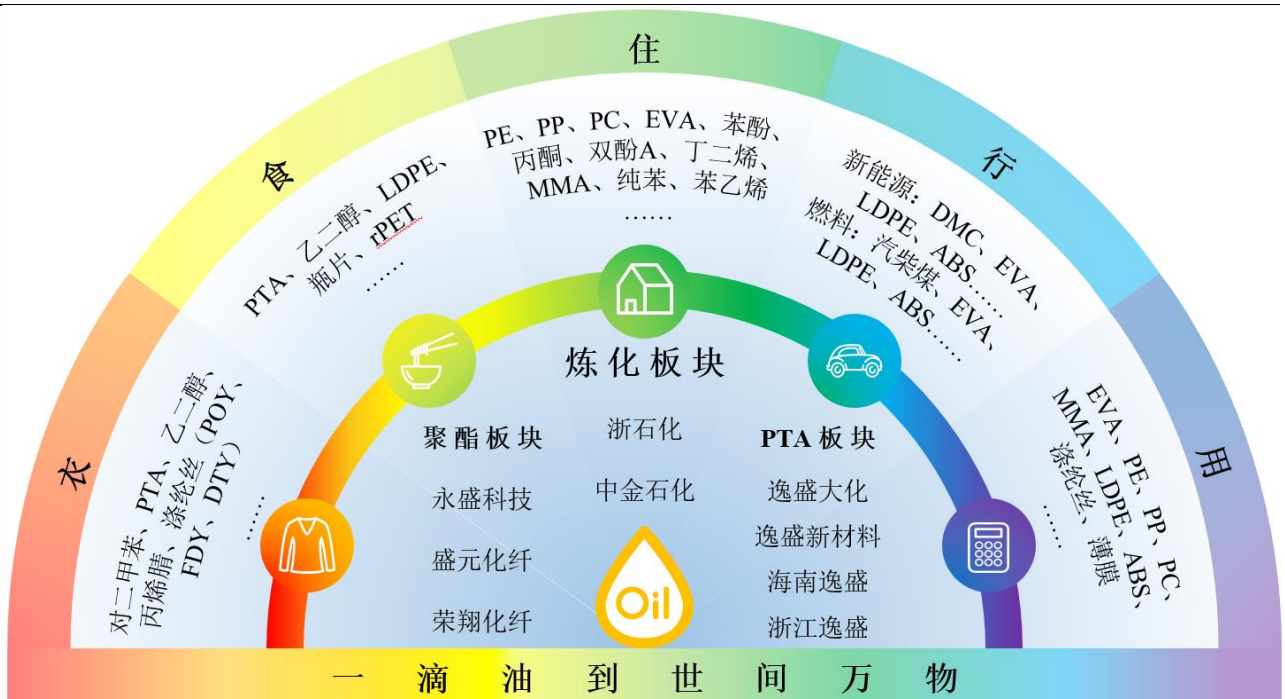 衣
对二甲苯、PTA、乙二醇、
丙烯腈、涤纶丝（POY、
FDY、DTY）
……
食
PTA、乙二醇、LDPE、
瓶片、rPET
……
住
PE、PP、PC、EVA、苯酚、
丙酮、双酚A、丁二烯、
MMA、纯苯、苯乙烯
……
行
新能源：DMC、EVA、
LDPE、ABS……
燃料：汽柴煤、EVA、
LDPE、ABS……
用
EVA、PE、PP、PC、
MMA、LDPE、ABS、
涤纶丝、薄膜
……
炼化板块
浙石化
中金石化
聚酯板块
永盛科技
盛元化纤
荣翔化纤
PTA 板块
逸盛大化
逸盛新材料
海南逸盛
浙江逸盛
Oil
一滴油到世间万物